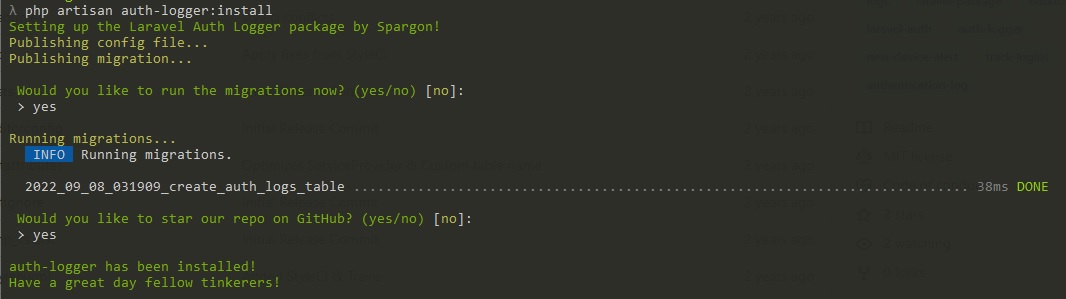 λ php artisan auth-logger:install
Setting up the Laravel Auth Logger package by Spargon!
Publishing config file...
Publishing migration...
Would you like to run the migrations now? (yes/no) [no]:
> yes
Running migrations...
INFO Running migrations.
2022_09_08_031909_create_auth_logs_table ............................................................................. 38ms DONE
Would you like to star our repo on GitHub? (yes/no) [no]:
> yes
auth-logger has been installed!
Have a great day fellow tinkerers!